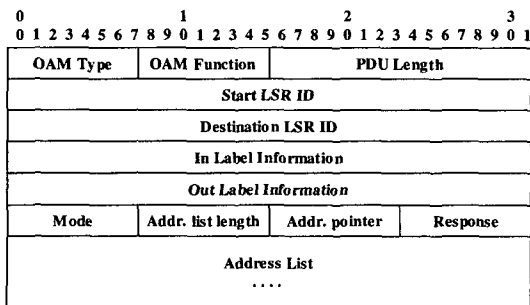 0 1 2 3
0 1 2 3 4 5 6 7 8 9 0 1 2 3 4 5 6 7 8 9 0 1 2 3 4 5 6 7 8 9 0 1
OAM Type OAM Function PDU Length
Start LSR ID
Destination LSR ID
In Label Information
Out Label Information
Mode Addr. list length Addr. pointer Response
Address List
....